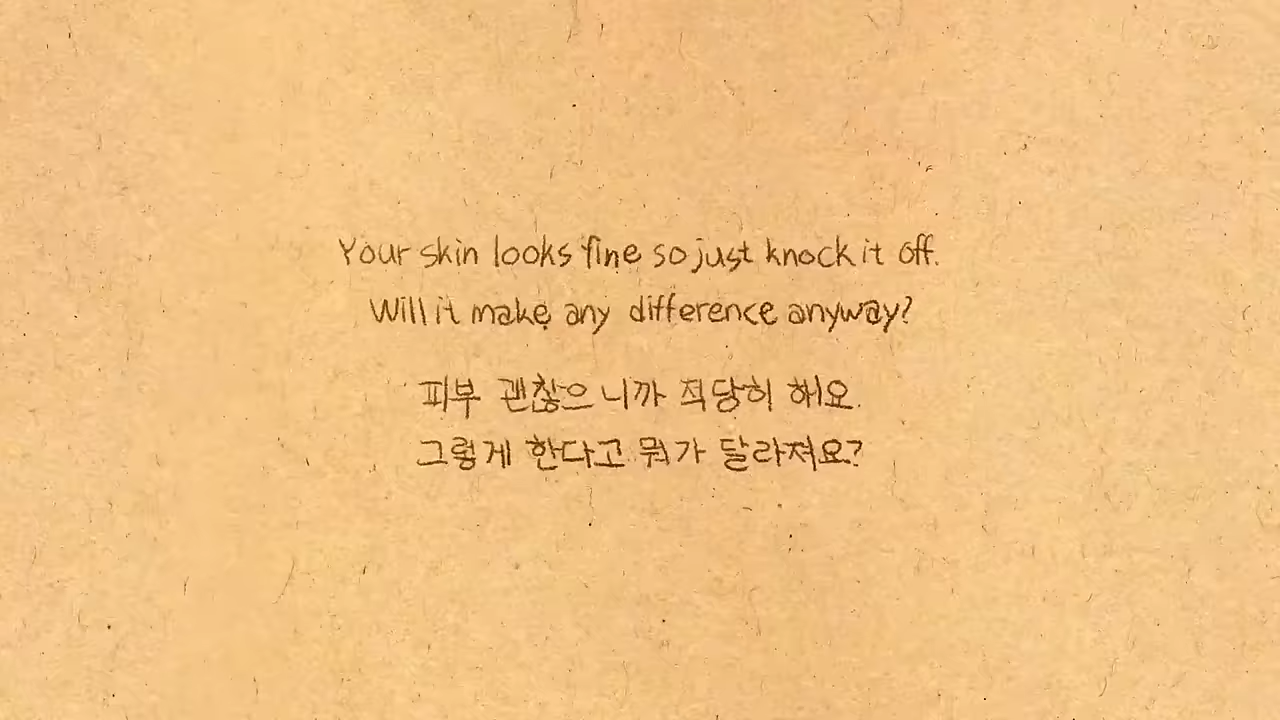 Your skin looks fine so just knock it off.
Will it make any difference anyway?
피부 괜찮으니까 적당히 해요.
그렇게 한다고 뭐가 달라져요?